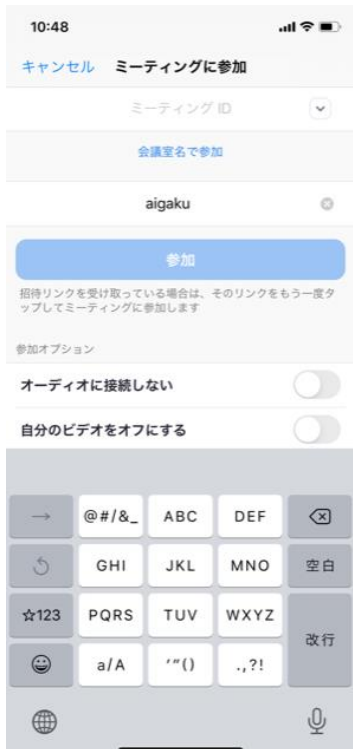 10:48
キャンセル ミーティングに参加
ミーティング ID
会議室名で参加
aigaku
参加
招待リンクを受け取っている場合は、そのリンクをもう一度タ
ップしてミーティングに参加します
参加オプション
オーディオに接続しない
自分のビデオをオフにする
→ @#/&_ ABC DEF
GHI JKL MNO 空白
☆123 PQRS TUV WXYZ
改行
a/A '"() .,?!